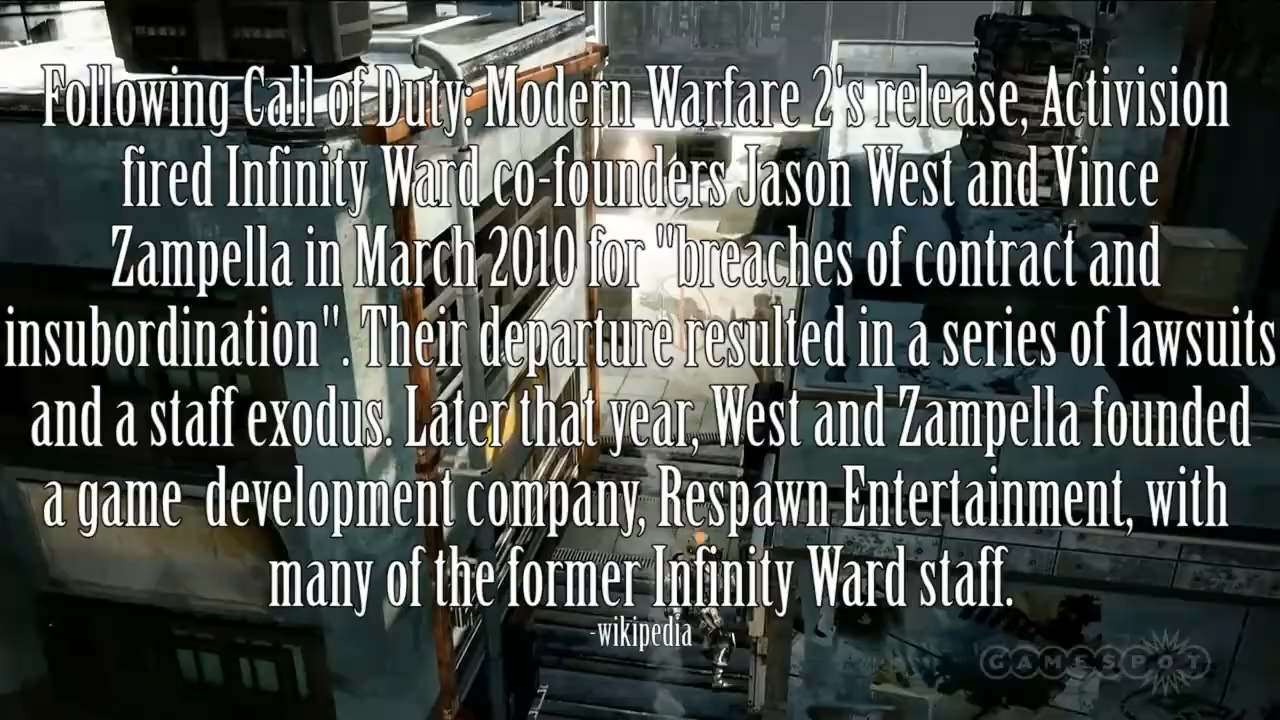 Following Call of Duty: Modern Warfare 2's release, Activision
fired Infinity Ward co-founders Jason West and Vince
Zampella in March 2010 for "breaches of contract and
insubordination". Their departure resulted in a series of lawsuits
and a staff exodus. Later that year, West and Zampella founded
a game development company, Respawn Entertainment, with
many of the former Infinity Ward staff.
-wikipedia
GAMESPOT